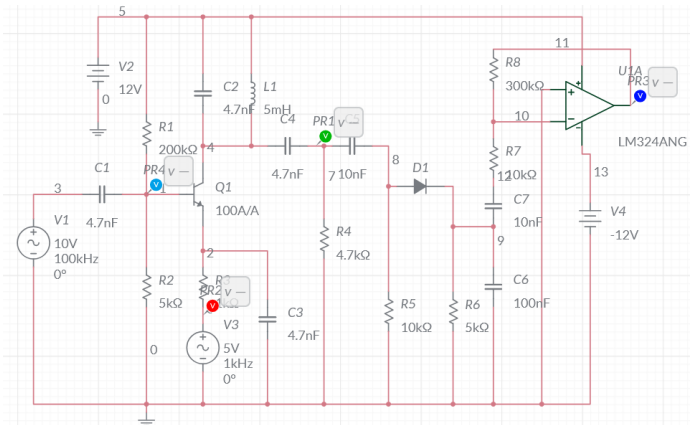 5
V2
12V
0
C2
4.7nF
L1
5mH
R1
200kΩ
4
C4
4.7nF
PR1
V
7
10nF
8
D1
PR4
V
Q1
100A/A
C1
4.7nF
3
V1
10V
100kHz
0°
R2
5kΩ
0
2
PR2
V
V3
5V
1kHz
0°
C3
4.7nF
R4
4.7kΩ
R5
10kΩ
R6
5kΩ
11
R8
300kΩ
10
R7
10kΩ
12
C7
10nF
9
C6
100nF
U1A
PR3
V
LM324ANG
13
V4
-12V